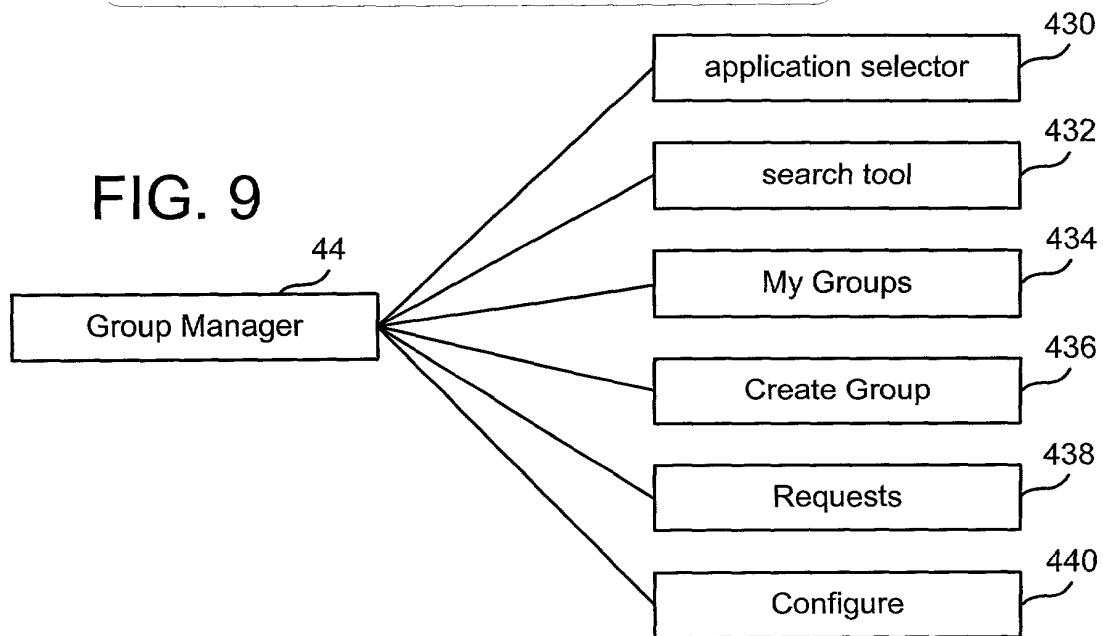 430
application selector
432
search tool
FIG. 9
434
44
My Groups
Group Manager
436
Create Group
438
Requests
440
Configure